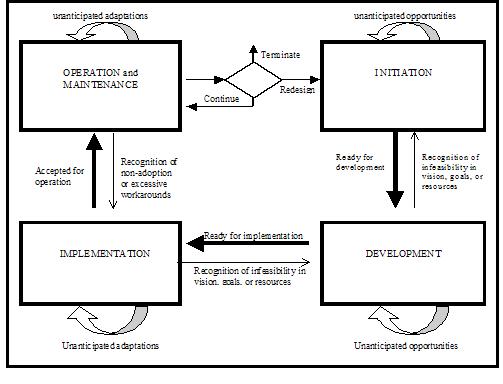 unanticipated adaptations
unanticipated opportunities
Terminate
OPERATION and
MAINTENANCE
INITIATION
Continue
Redesign
Accepted for
operation
Recognition of
non-adoption
or excessive
workarounds
Ready for
development
Recognition of
infeasibility in
vision, goals, or
resources
Ready for implementation
IMPLEMENTATION
DEVELOPMENT
Recognition of infeasibility in
vision, goals, or resources
Unanticipated adaptations
Unanticipated opportunities